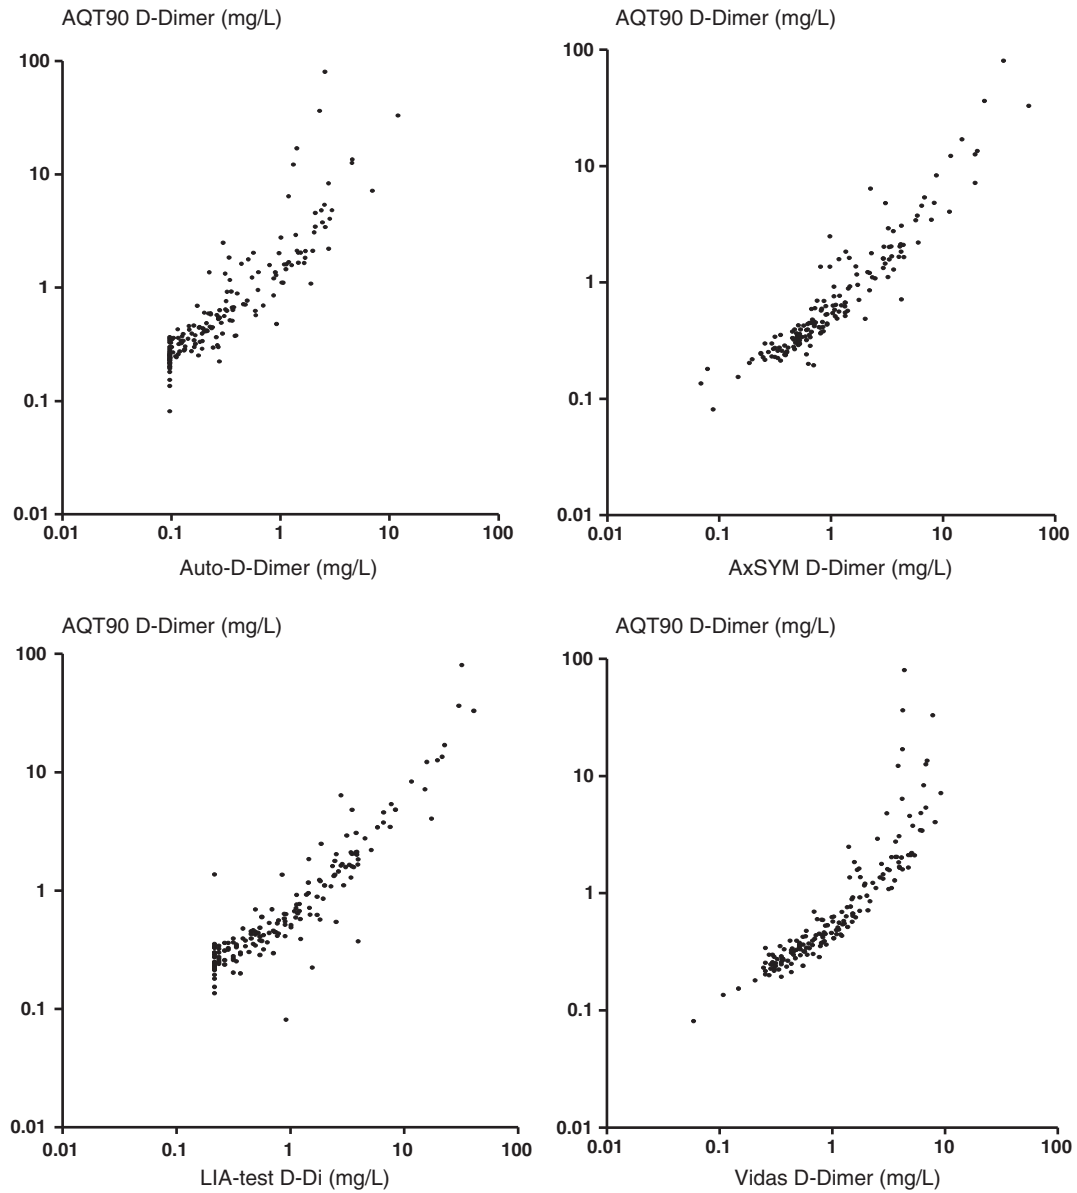 AQT90 D-Dimer (mg/L)
100
10
1
0.1
0.01
0.01 0.1 1 10 100
Auto-D-Dimer (mg/L)
AQT90 D-Dimer (mg/L)
100
10
1
0.1
0.01
0.01 0.1 1 10 100
AxSYM D-Dimer (mg/L)
AQT90 D-Dimer (mg/L)
100
10
1
0.1
0.01
0.01 0.1 1 10 100
LIA-test D-Di (mg/L)
AQT90 D-Dimer (mg/L)
100
10
1
0.1
0.01
0.01 0.1 1 10 100
Vidas D-Dimer (mg/L)